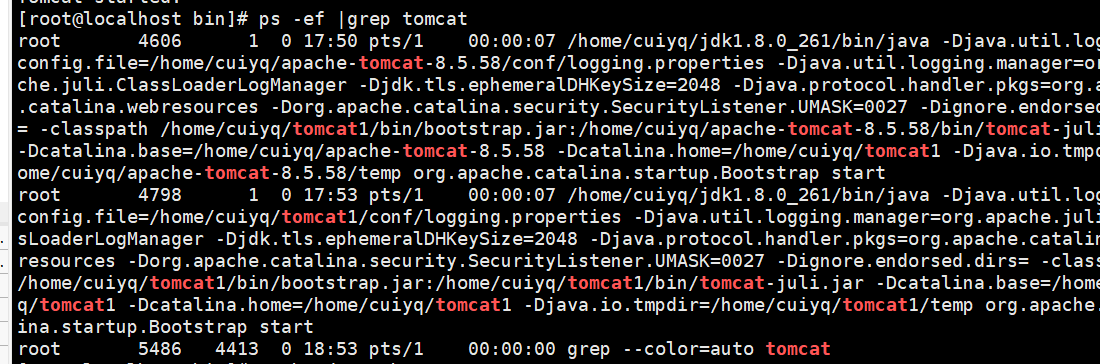 Tomcat started.
[root@localhost bin]# ps -ef |grep tomcat
root       4606      1  0 17:50 pts/1    00:00:07 /home/cuiyq/jdk1.8.0_261/bin/java -Djava.util.log
config.file=/home/cuiyq/apache-tomcat-8.5.58/conf/logging.properties -Djava.util.logging.manager=or
che.juli.ClassLoaderLogManager -Djdk.tls.ephemeralDHKeySize=2048 -Djava.protocol.handler.pkgs=org.a
.catalina.webresources -Dorg.apache.catalina.security.SecurityListener.UMASK=0027 -Dignore.endorsed
= -classpath /home/cuiyq/tomcat1/bin/bootstrap.jar:/home/cuiyq/apache-tomcat-8.5.58/bin/tomcat-juli
-Dcatalina.base=/home/cuiyq/apache-tomcat-8.5.58 -Dcatalina.home=/home/cuiyq/tomcat1 -Djava.io.tmpd
ome/cuiyq/apache-tomcat-8.5.58/temp org.apache.catalina.startup.Bootstrap start
root       4798      1  0 17:53 pts/1    00:00:07 /home/cuiyq/jdk1.8.0_261/bin/java -Djava.util.log
config.file=/home/cuiyq/tomcat1/conf/logging.properties -Djava.util.logging.manager=org.apache.juli
sLoaderLogManager -Djdk.tls.ephemeralDHKeySize=2048 -Djava.protocol.handler.pkgs=org.apache.catalin
resources -Dorg.apache.catalina.security.SecurityListener.UMASK=0027 -Dignore.endorsed.dirs= -class
/home/cuiyq/tomcat1/bin/bootstrap.jar:/home/cuiyq/tomcat1/bin/tomcat-juli.jar -Dcatalina.base=/home
q/tomcat1 -Dcatalina.home=/home/cuiyq/tomcat1 -Djava.io.tmpdir=/home/cuiyq/tomcat1/temp org.apache.
ina.startup.Bootstrap start
root       5486   4413  0 18:53 pts/1    00:00:00 grep --color=auto tomcat